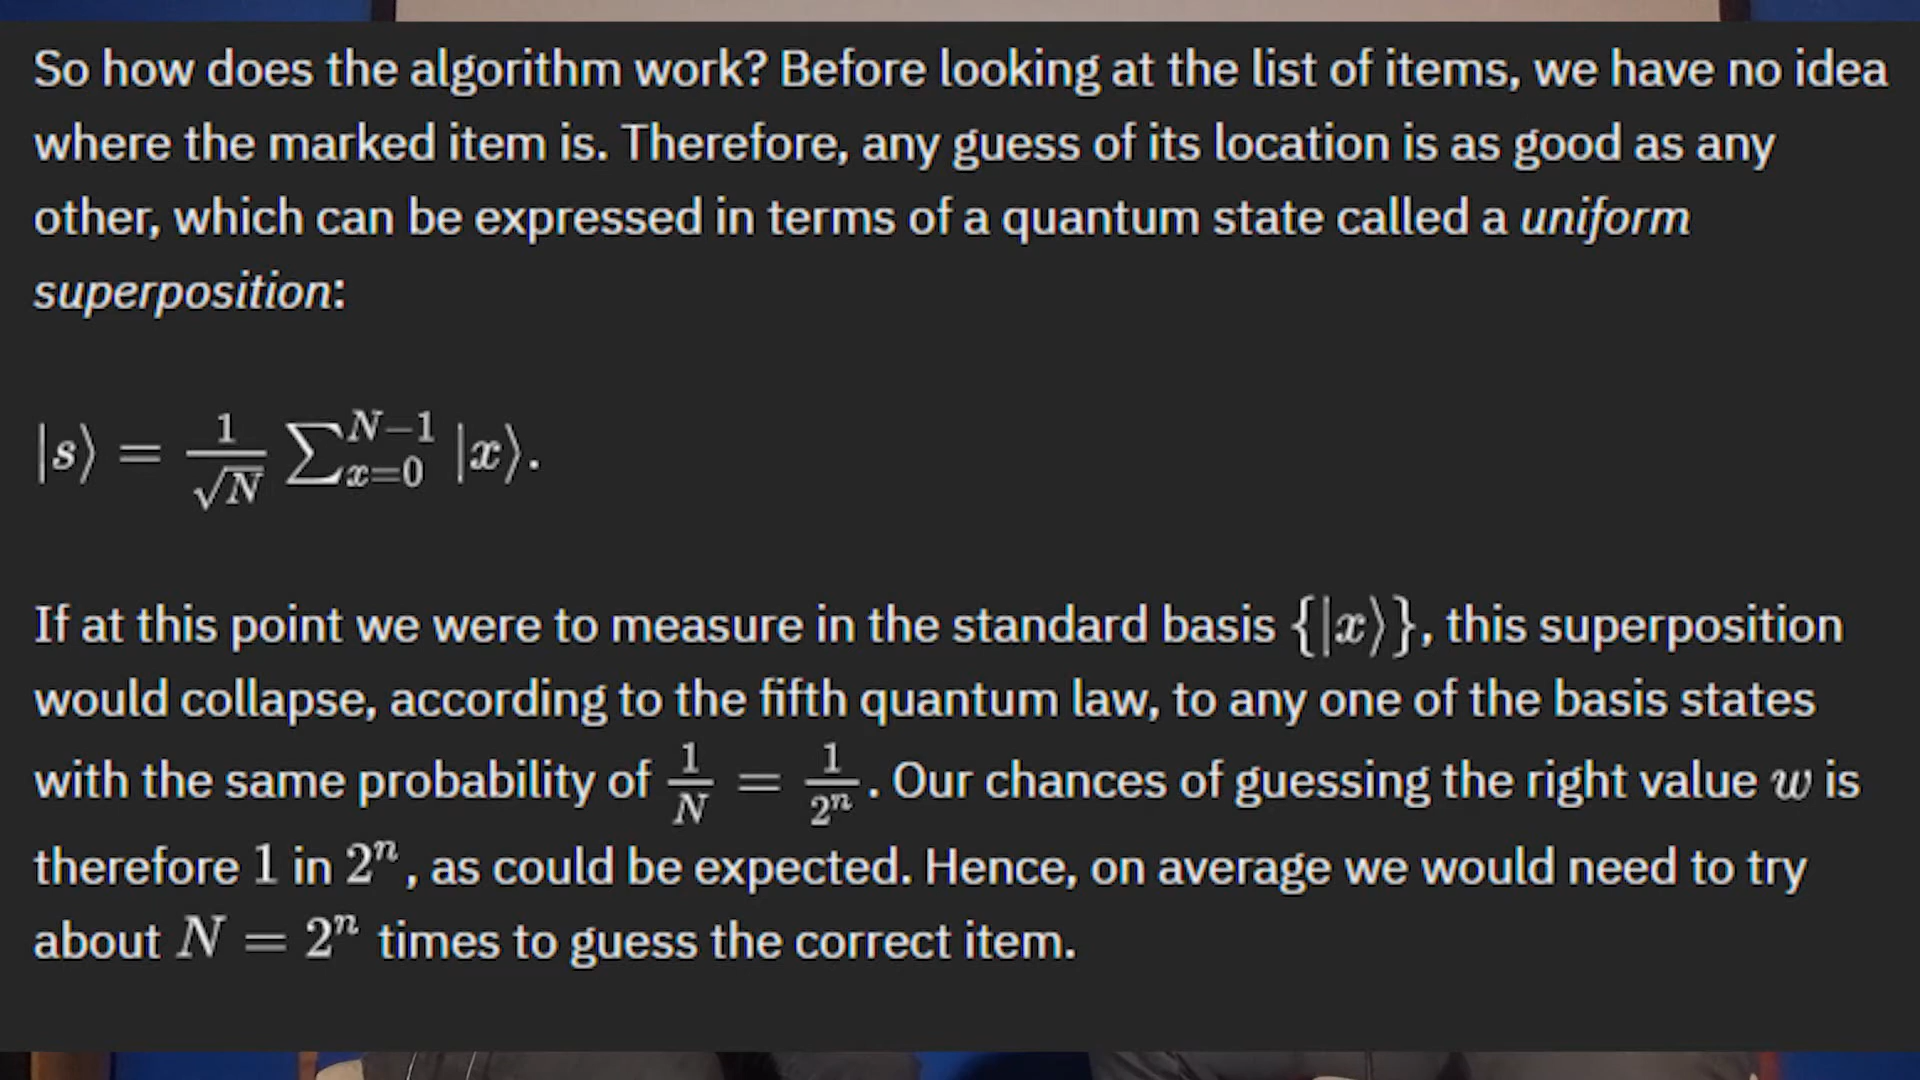 So how does the algorithm work? Before looking at the list of items, we have no idea
where the marked item is. Therefore, any guess of its location is as good as any
other, which can be expressed in terms of a quantum state called a uniform
superposition:
|s⟩ = 1/√N ∑_{x=0}^{N−1} |x⟩.
If at this point we were to measure in the standard basis {|x⟩}, this superposition
would collapse, according to the fifth quantum law, to any one of the basis states
with the same probability of 1/N = 1/2ⁿ. Our chances of guessing the right value w is
therefore 1 in 2ⁿ, as could be expected. Hence, on average we would need to try
about N = 2ⁿ times to guess the correct item.